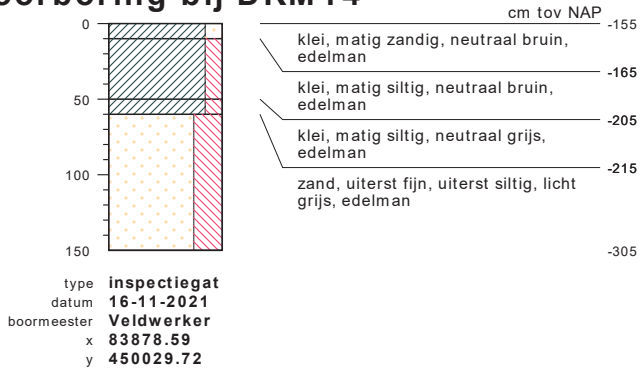 cm tov NAP
0
-155
klei, matig zandig, neutraal bruin,
edelman
-165
klei, matig siltig, neutraal bruin,
edelman
50
-205
klei, matig siltig, neutraal grijs,
edelman
-215
100
zand, uiterst fijn, uiterst siltig, licht
grijs, edelman
150
-305
type inspectiegat
datum 16-11-2021
boormeester Veldwerker
x 83878.59
y 450029.72